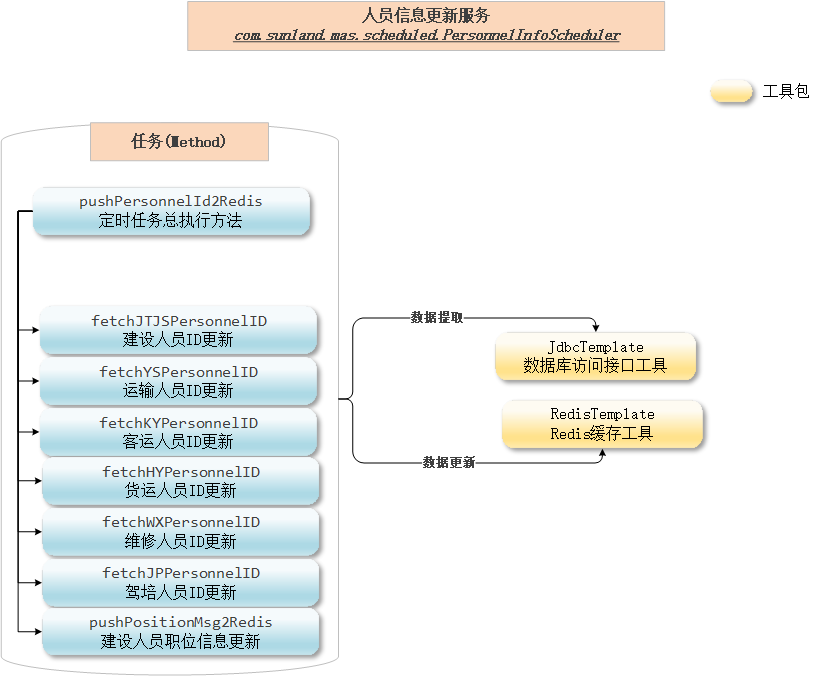 人员信息更新服务
com.sunland.mas.scheduled.PersonnelInfoScheduler
工具包
任务(Method)
pushPersonnelId2Redis
定时任务总执行方法
fetchJTJSPersonnelID
建设人员ID更新
fetchYSPersonnelID
运输人员ID更新
fetchKYPersonnelID
客运人员ID更新
fetchHYPersonnelID
货运人员ID更新
fetchWXPersonnelID
维修人员ID更新
fetchJPPersonnelID
驾培人员ID更新
pushPositionMsg2Redis
建设人员职位信息更新
数据提取
JdbcTemplate
数据库访问接口工具
RedisTemplate
Redis缓存工具
数据更新